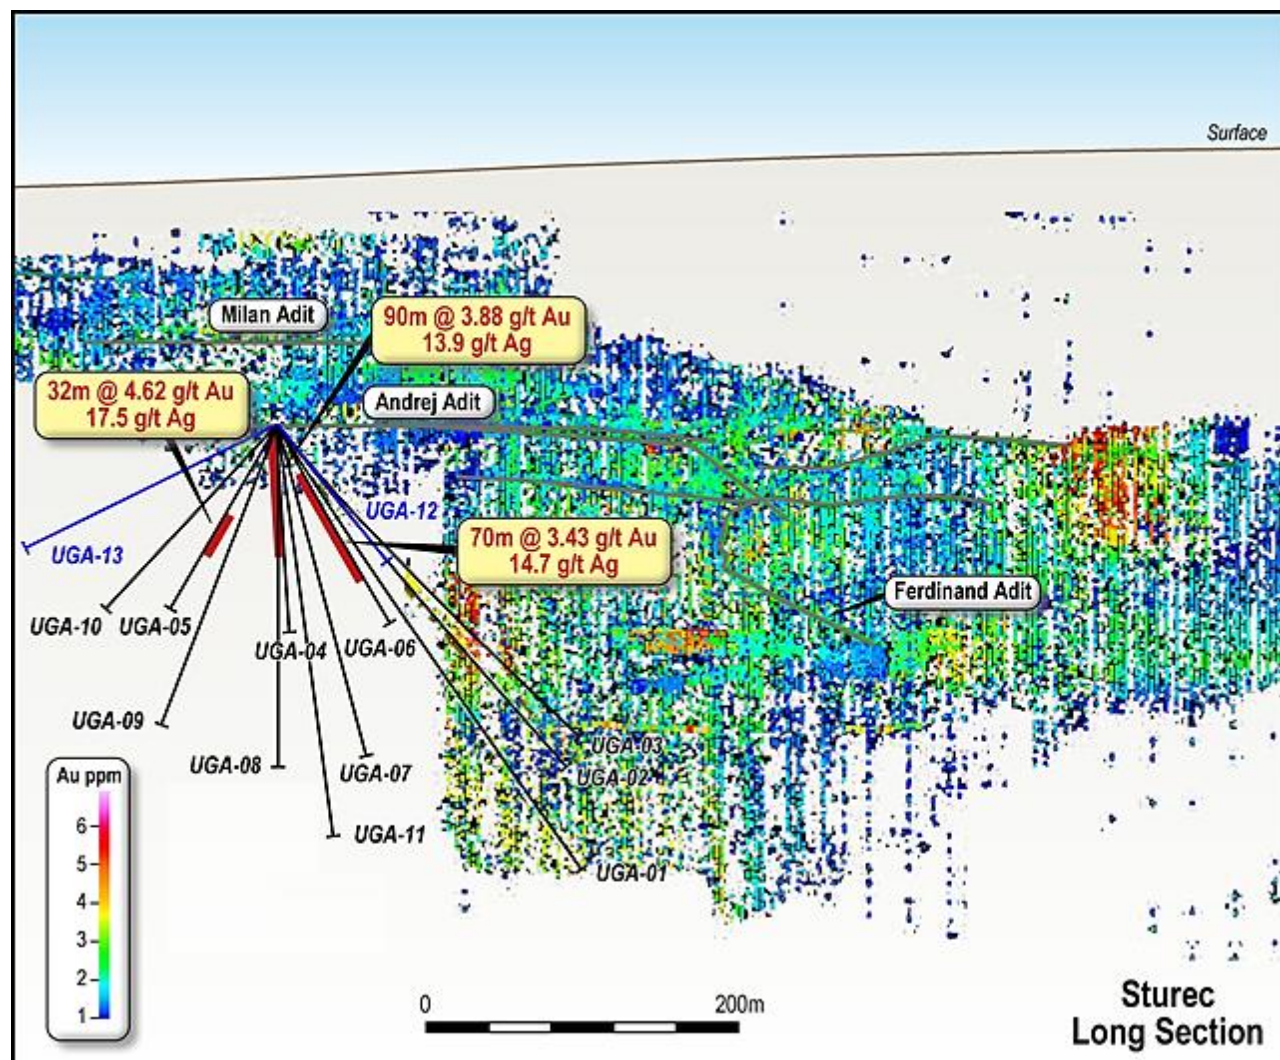 Surface
Milan Adit
90m @ 3.88 g/t Au
13.9 g/t Ag
32m @ 4.62 g/t Au
17.5 g/t Ag
Andrej Adit
UGA-12
UGA-13
70m @ 3.43 g/t Au
14.7 g/t Ag
Ferdinand Adit
UGA-10
UGA-05
UGA-04
UGA-06
UGA-09
UGA-08
UGA-07
UGA-03
UGA-02
UGA-11
UGA-01
Au ppm
6
5
4
3
2
1
0
200m
Sturec
Long Section